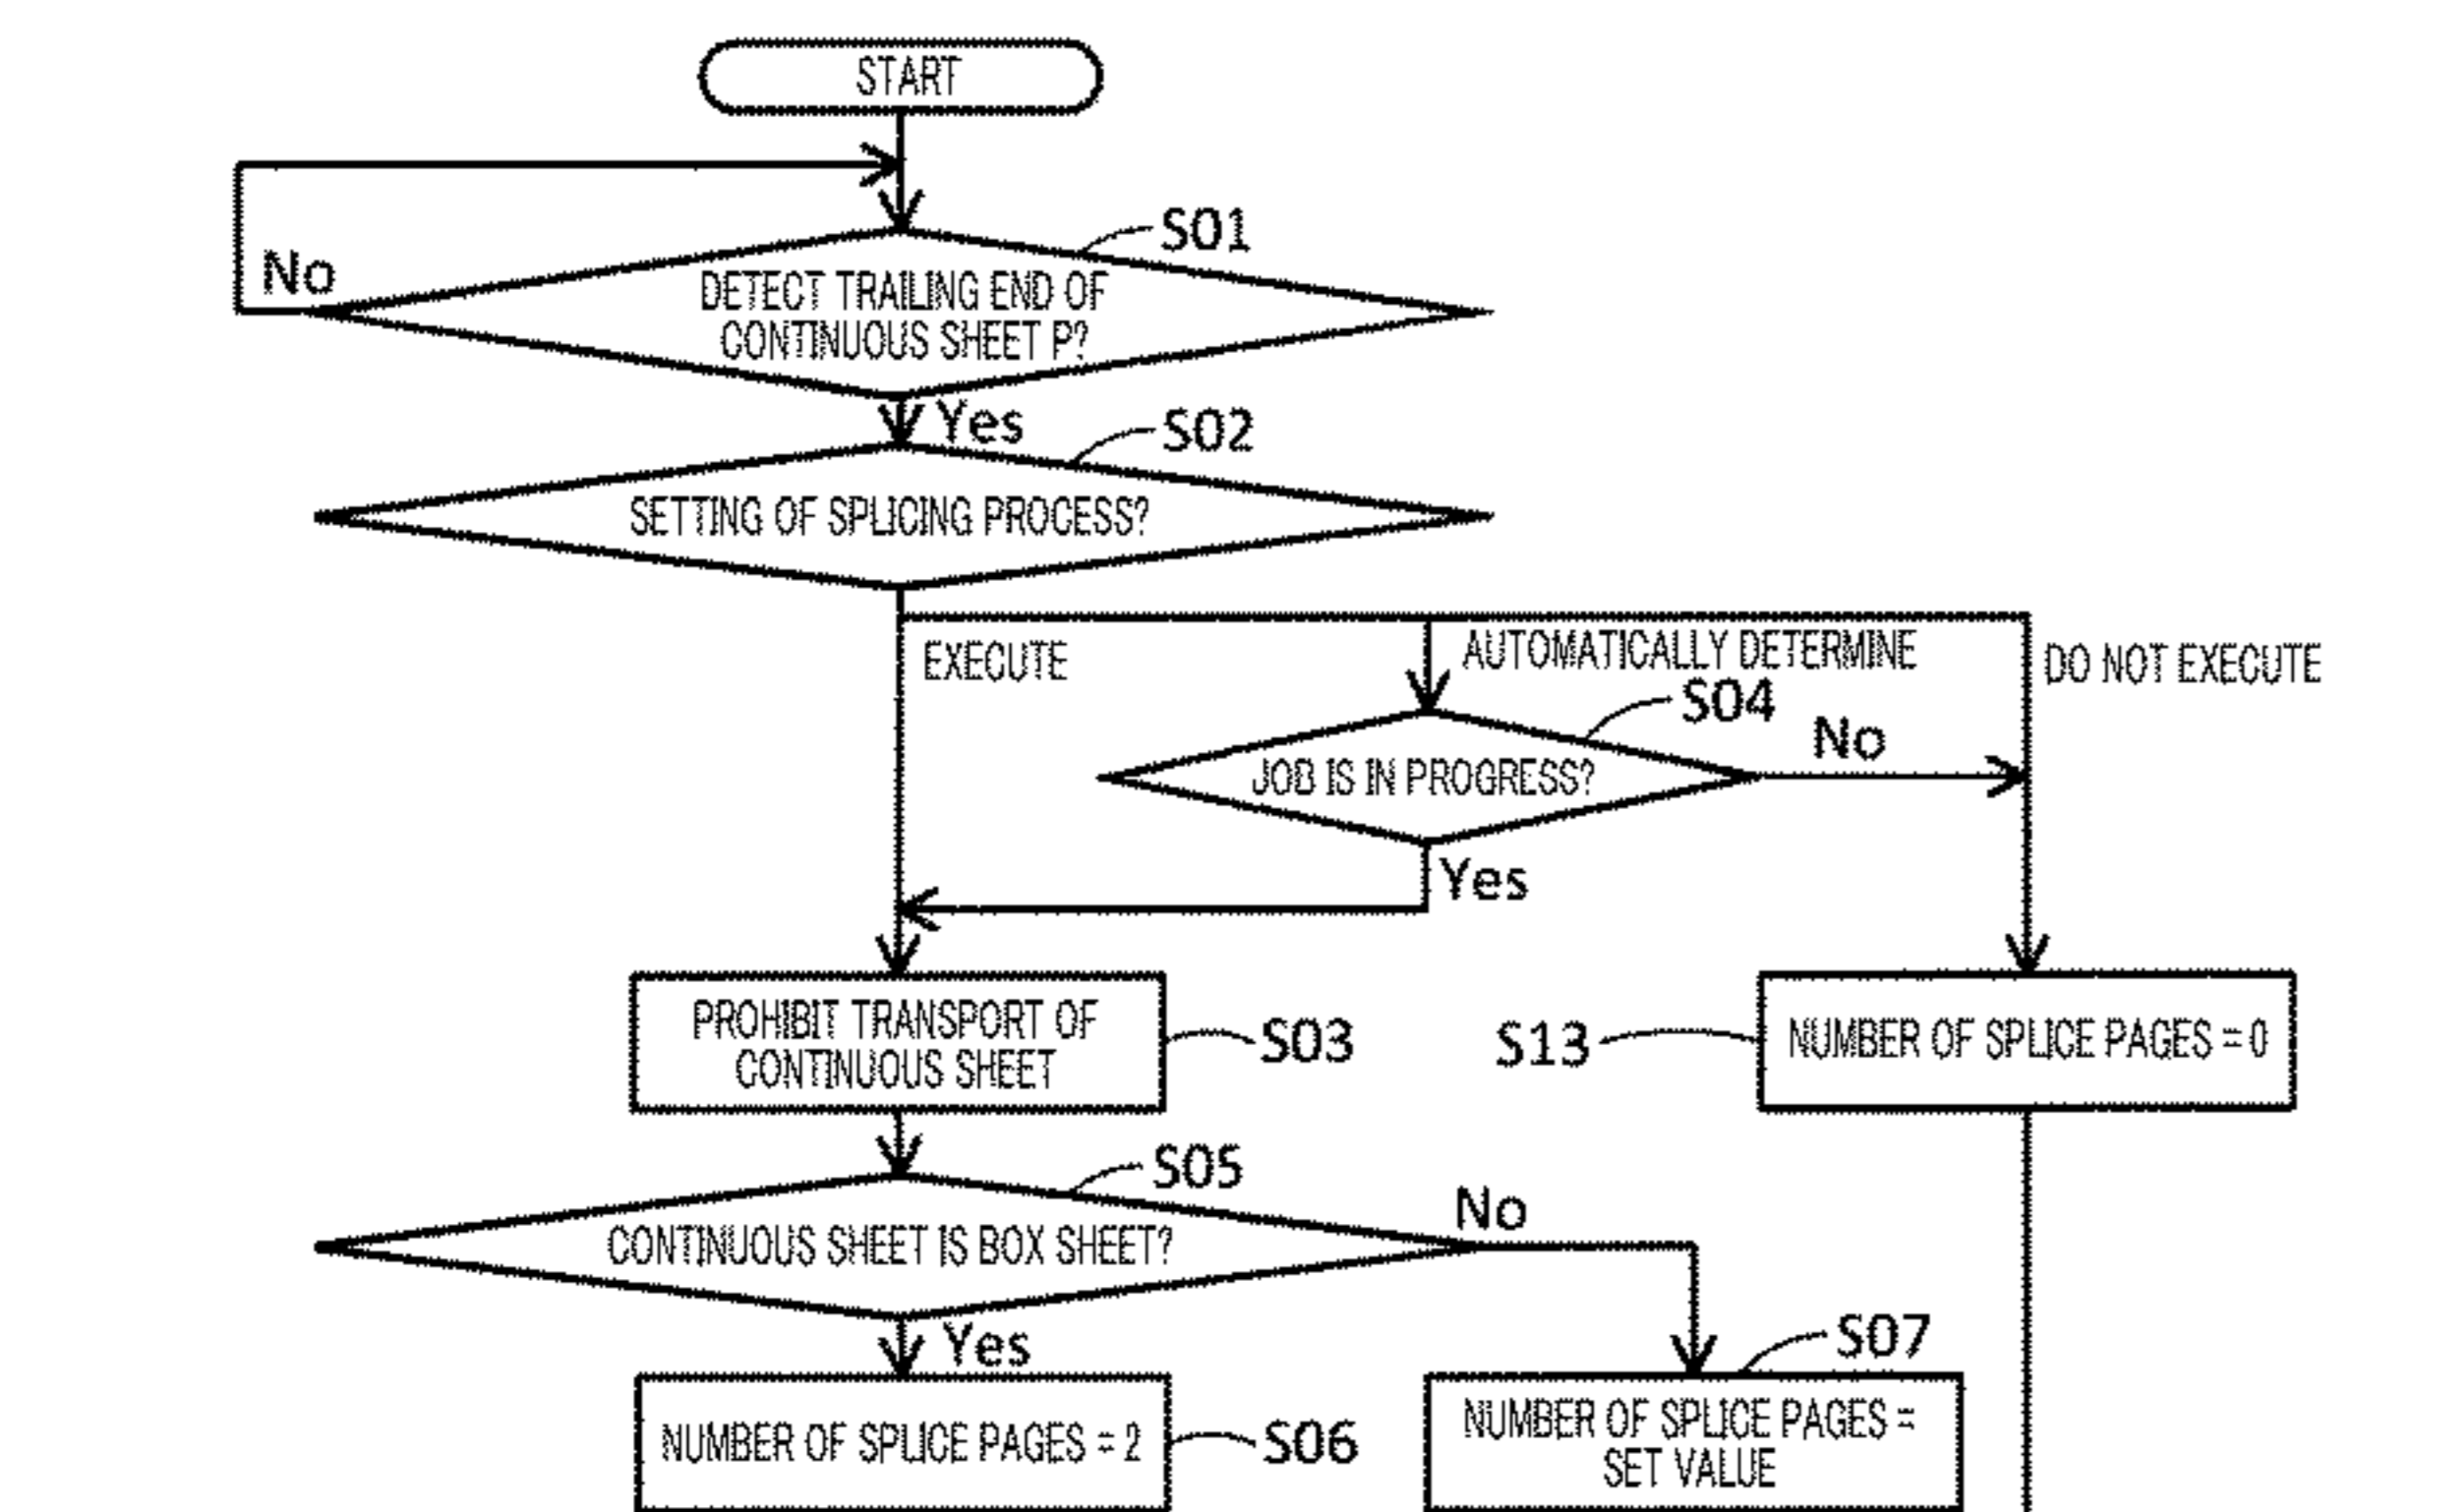 START
S01
No
DETECT TRAILING END OF
CONTINUOUS SHEET P?
Yes
S02
SETTING OF SPLICING PROCESS?
EXECUTE
AUTOMATICALLY DETERMINE
DO NOT EXECUTE
S04
No
JOB IS IN PROGRESS?
Yes
PROHIBIT TRANSPORT OF
CONTINUOUS SHEET
S03
S13
NUMBER OF SPLICE PAGES = 0
S05
No
CONTINUOUS SHEET IS BOX SHEET?
Yes
S07
NUMBER OF SPLICE PAGES = 2
S06
NUMBER OF SPLICE PAGES =
SET VALUE